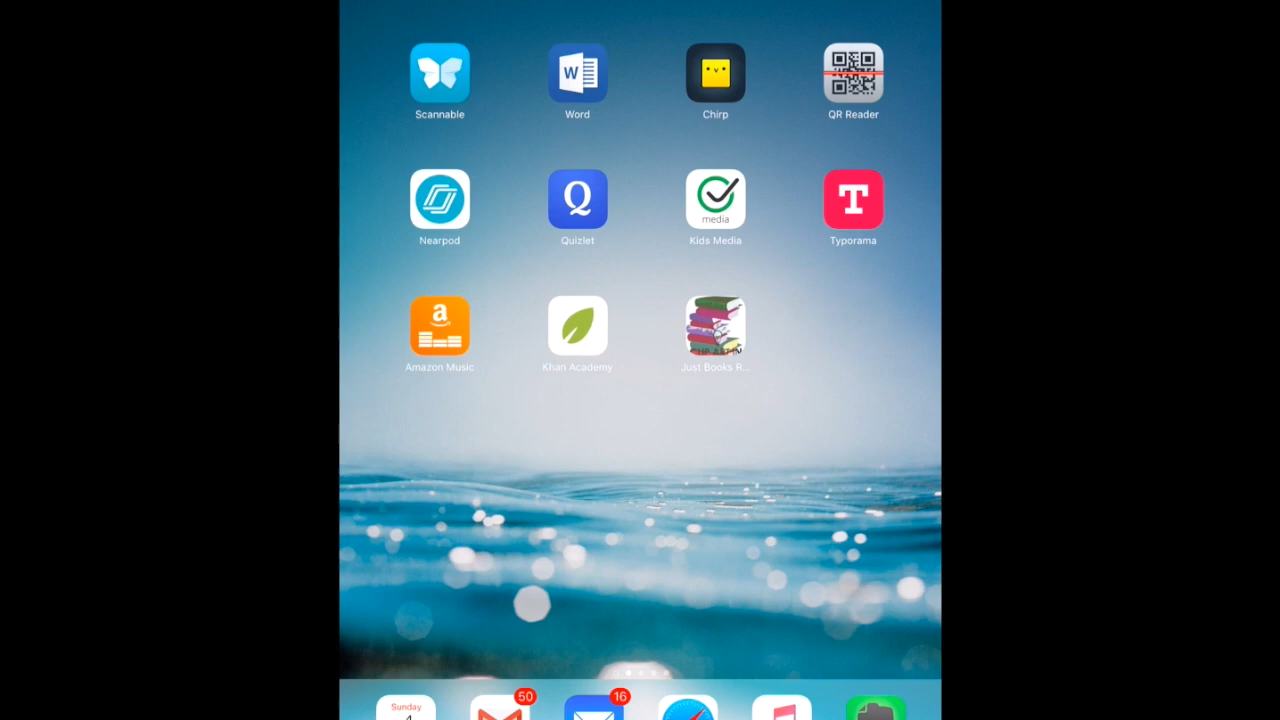 Scannable
Word
Chirp
QR Reader
W
Nearpod
Quizlet
Q
media
Kids Media
T
Typorama
a
Amazon Music
Khan Academy
Just Books R...
50
16
Sunday